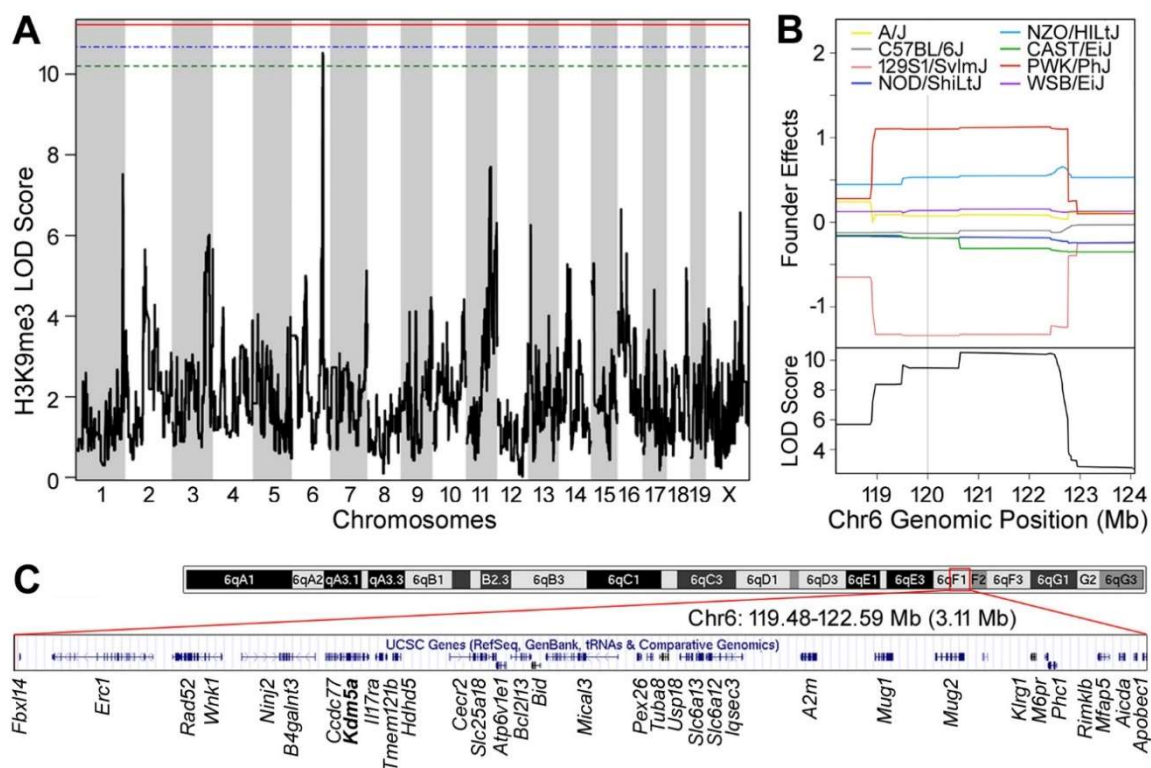 A
H3K9me3 LOD Score
10
8
6
4
2
0
1 2 3 4 5 6 7 8 9 10 11 12 13 14 15 16 17 18 19 X
Chromosomes
B
A/J
C57BL/6J
129S1/SvImJ
NOD/ShiLtJ
NZO/HILtJ
CAST/EiJ
PWK/PhJ
WSB/EiJ
Founder Effects
2
1
0
-1
LOD Score
10
8
6
4
119 120 121 122 123 124
Chr6 Genomic Position (Mb)
C
6qA1 6qA2 qA3.1 qA3.3 6qB1 B2.3 6qB3 6qC1 6qC3 6qD1 6qD3 6qE1 6qE3 6qF1 F2 6qF3 6qG1 G2 6qG3
Chr6: 119.48-122.59 Mb (3.11 Mb)
UCSC Genes (RefSeq, GenBank, tRNAs & Comparative Genomics)
Fbxl14
Erc1
Rad52
Wnk1
Ninj2
B4galnt3
Ccdc77
Kdm5a
Il17ra
Tmem121b
Hdhd5
Cecr2
Slc25a18
Atp6v1e1
Bcl2l13
Bid
Mical3
Pex26
Tuba8
Usp18
Slc6a13
Slc6a12
Iqsec3
A2m
Mug1
Mug2
Klrg1
M6pr
Phc1
Rimklb
Mfap5
Aicda
Apobec1